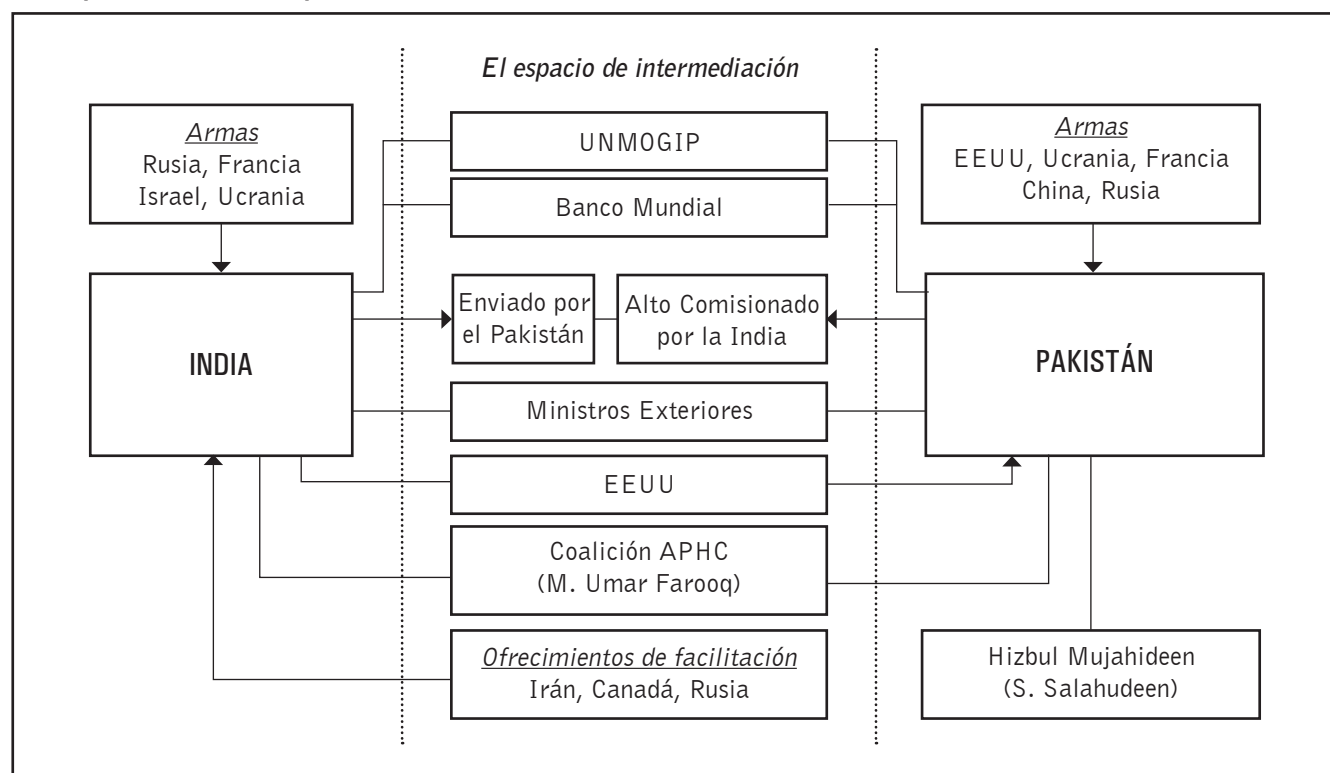 El espacio de intermediación
Armas
Rusia, Francia
Israel, Ucrania
INDIA
UNMOGIP
Banco Mundial
Enviado por
el Pakistán
Alto Comisionado
por la India
Ministros Exteriores
EEUU
Coalición APHC
(M. Umar Farooq)
Ofrecimientos de facilitación
Irán, Canadá, Rusia
Armas
EEUU, Ucrania, Francia
China, Rusia
PAKISTÁN
Hizbul Mujahideen
(S. Salahudeen)